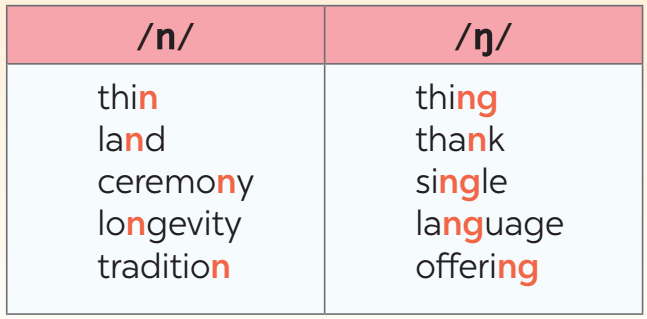 /n/ /ŋ/
thin thing
land thank
ceremony single
longevity language
tradition offering